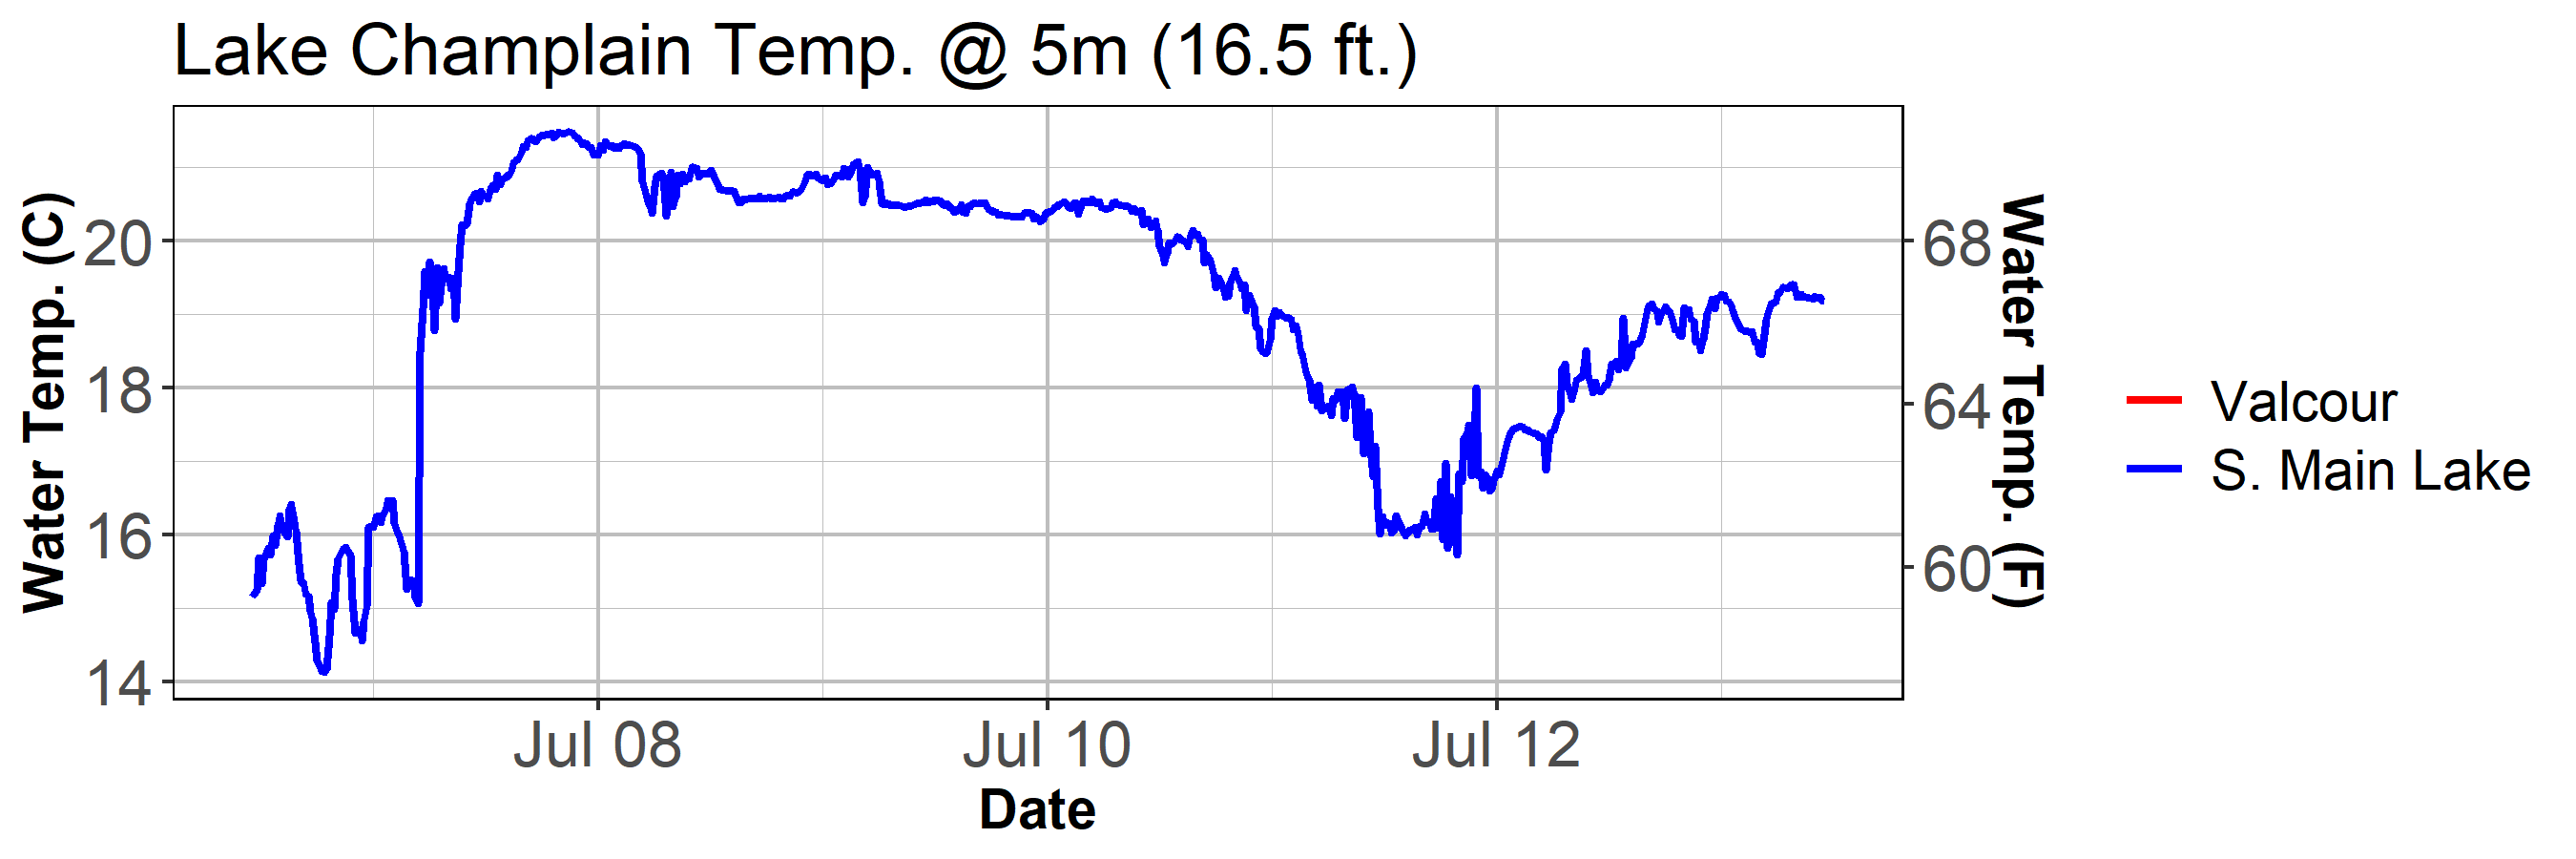 Lake Champlain Temp. @ 5m (16.5 ft.)
Water Temp. (C)
20
18
16
14
68
64
60
Water Temp. (F)
Jul 08
Jul 10
Jul 12
Date
Valcour
S. Main Lake